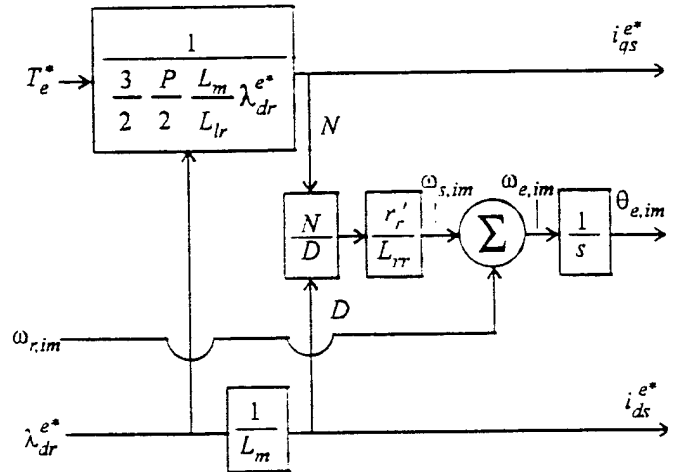 T_e^* 1 / (3/2 P/2 L_m/L_lr λ_dr^e*) i_qs^e*
N
N/D r_r'/L_rr ω_s,im Σ ω_e,im 1/s θ_e,im
D
ω_r,im
λ_dr^e* 1/L_m i_ds^e*